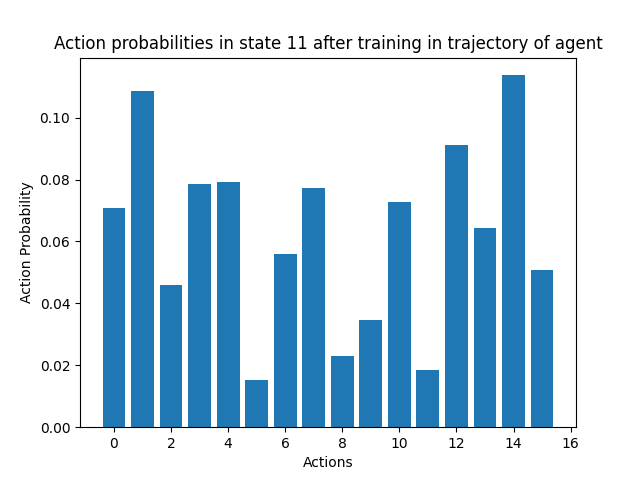 Action probabilities in state 11 after training in trajectory of agent
0.10
0.08
0.06
0.04
0.02
0.00
Action Probability
0 2 4 6 8 10 12 14 16
Actions